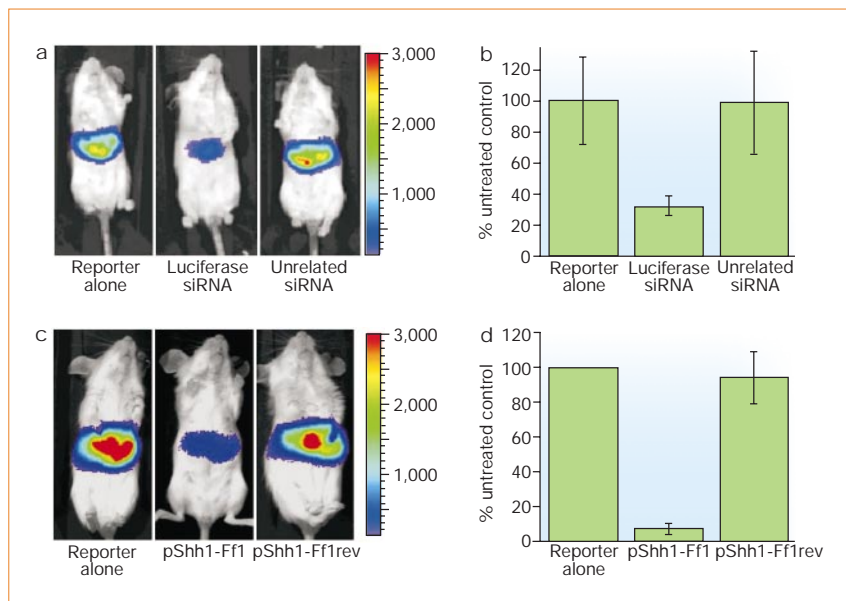 a
3,000
2,000
1,000
Reporter alone
Luciferase siRNA
Unrelated siRNA
b
% untreated control
120
100
80
60
40
20
0
Reporter alone
Luciferase siRNA
Unrelated siRNA
c
3,000
2,000
1,000
Reporter alone
pShh1-Ff1
pShh1-Ff1rev
d
% untreated control
120
100
80
60
40
20
0
Reporter alone
pShh1-Ff1
pShh1-Ff1rev